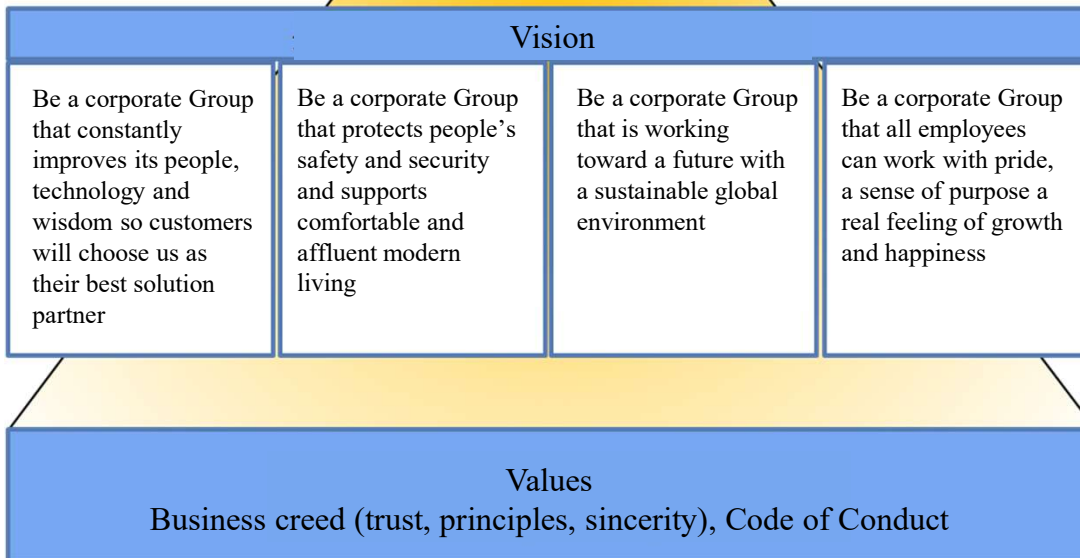 Vision
Be a corporate Group
that constantly
improves its people,
technology and
wisdom so customers
will choose us as
their best solution
partner
Be a corporate Group
that protects people’s
safety and security
and supports
comfortable and
affluent modern
living
Be a corporate Group
that is working
toward a future with
a sustainable global
environment
Be a corporate Group
that all employees
can work with pride,
a sense of purpose a
real feeling of growth
and happiness
Values
Business creed (trust, principles, sincerity), Code of Conduct